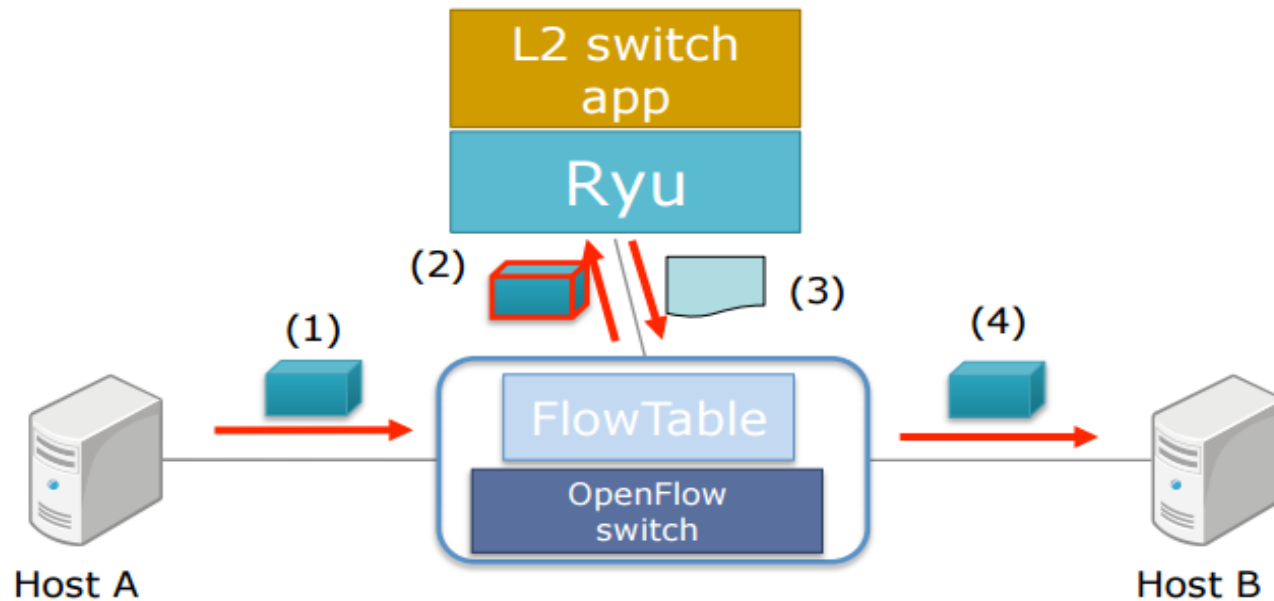 L2 switch
app
Ryu
(2)
(3)
(1)
(4)
FlowTable
OpenFlow
switch
Host A
Host B